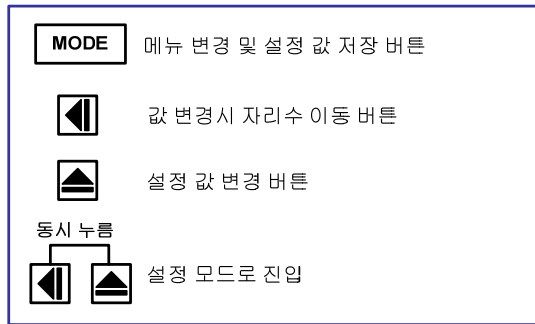 MODE 메뉴 변경 및 설정 값 저장 버튼
값 변경시 자리수 이동 버튼
설정 값 변경 버튼
동시 누름
설정 모드로 진입